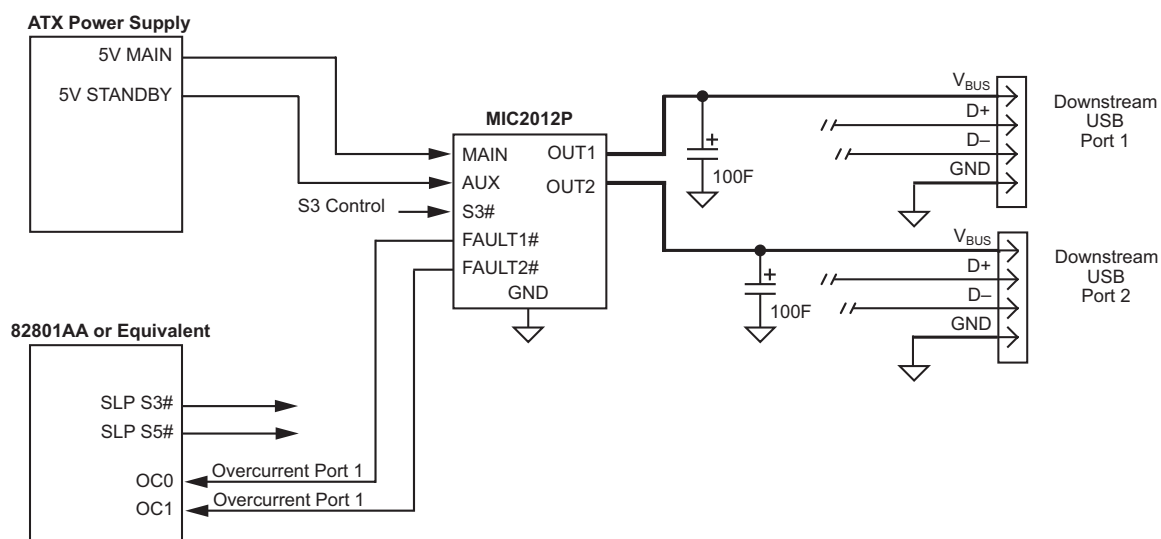 ATX Power Supply
5V MAIN
5V STANDBY
MIC2012P
MAIN
AUX
S3#
FAULT1#
FAULT2#
GND
OUT1
OUT2
S3 Control
+
100F
+
100F
VBUS
D+
D–
GND
Downstream
USB
Port 1
VBUS
D+
D–
GND
Downstream
USB
Port 2
82801AA or Equivalent
SLP S3#
SLP S5#
OC0
OC1
Overcurrent Port 1
Overcurrent Port 1